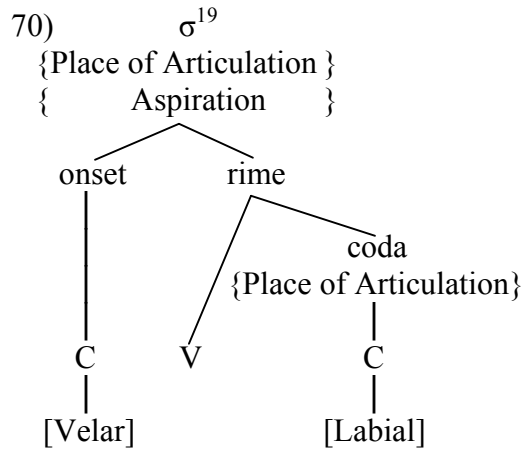 70) σ19
{Place of Articulation }
{ Aspiration }
onset rime
coda
{Place of Articulation}
C V C
[Velar] [Labial]